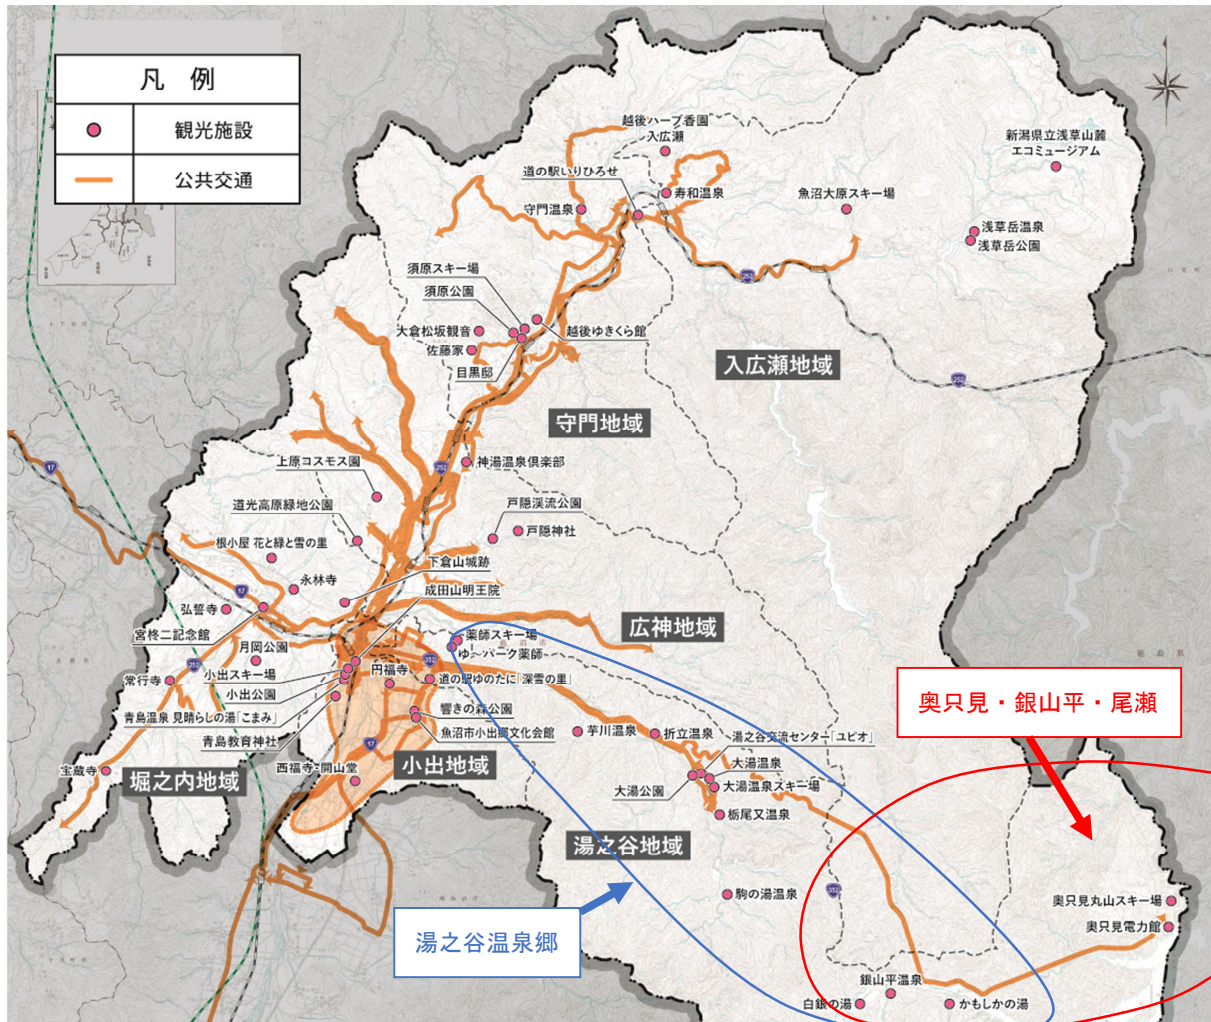 凡 例
観光施設
公共交通
越後ハーブ香園
入広瀬
新潟県立浅草山麓
エコミュージアム
道の駅いりひろせ
寿和温泉
魚沼大原スキー場
守門温泉
浅草岳温泉
浅草岳公園
須原スキー場
須原公園
252
大倉松坂観音
越後ゆきくら館
佐藤家
目黒邸
入広瀬地域
252
守門地域
上原コスモス園
252
神湯温泉倶楽部
17
道光高原緑地公園
戸隠渓流公園
戸隠神社
根小屋 花と緑と雪の里
下倉山城跡
永林寺
成田山明王院
17
弘誓寺
宮柊二記念館
広神地域
薬師スキー場
月岡公園
ゆ〜パーク薬師
252
352
円福寺
小出スキー場
常行寺
道の駅ゆのたに「深雪の里」
小出公園
奥只見・銀山平・尾瀬
青島温泉 見晴らしの湯「こまみ」
響きの森公園
魚沼市小出郷文化会館
芋川温泉
折立温泉
湯之谷交流センター「ユピオ」
青島教育神社
17
大湯温泉
宝蔵寺
堀之内地域
西福寺・開山堂
小出地域
大湯公園
大湯温泉スキー場
栃尾又温泉
湯之谷地域
352
駒の湯温泉
奥只見丸山スキー場
奥只見電力館
湯之谷温泉郷
銀山平温泉
白銀の湯
かもしかの湯